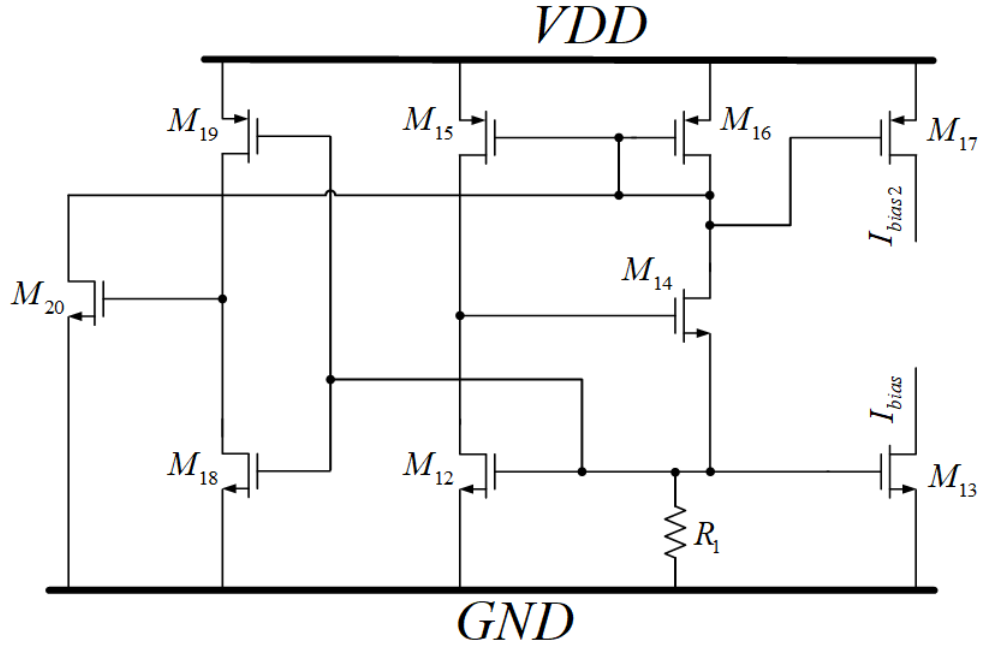 VDD
M19
M15
M16
M17
Ibias2
M20
M14
Ibias
M18
M12
M13
R1
GND